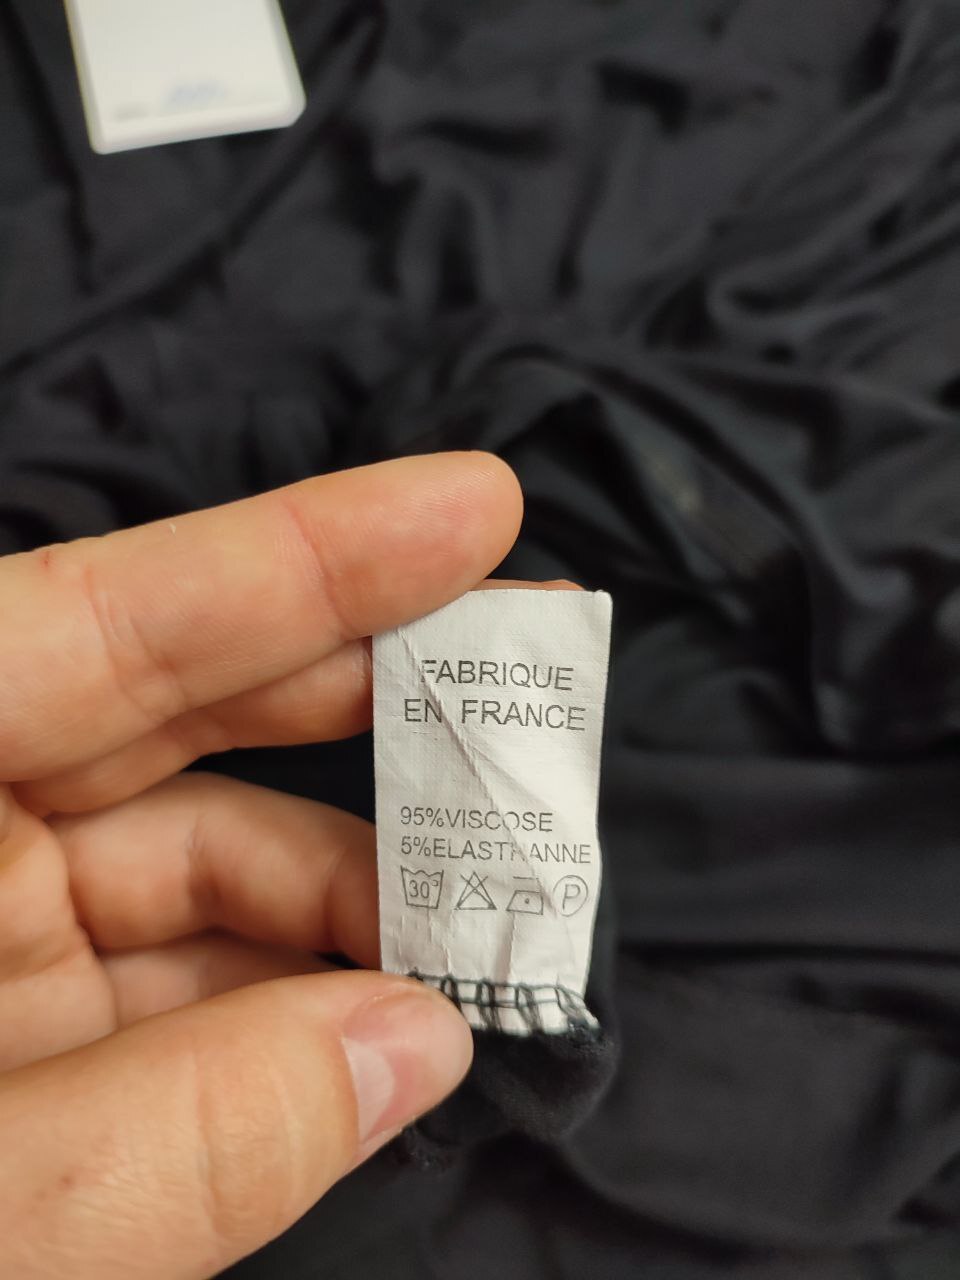 FABRIQUE
EN FRANCE
95%VISCOSE
5%ELASTHANNE
30° P